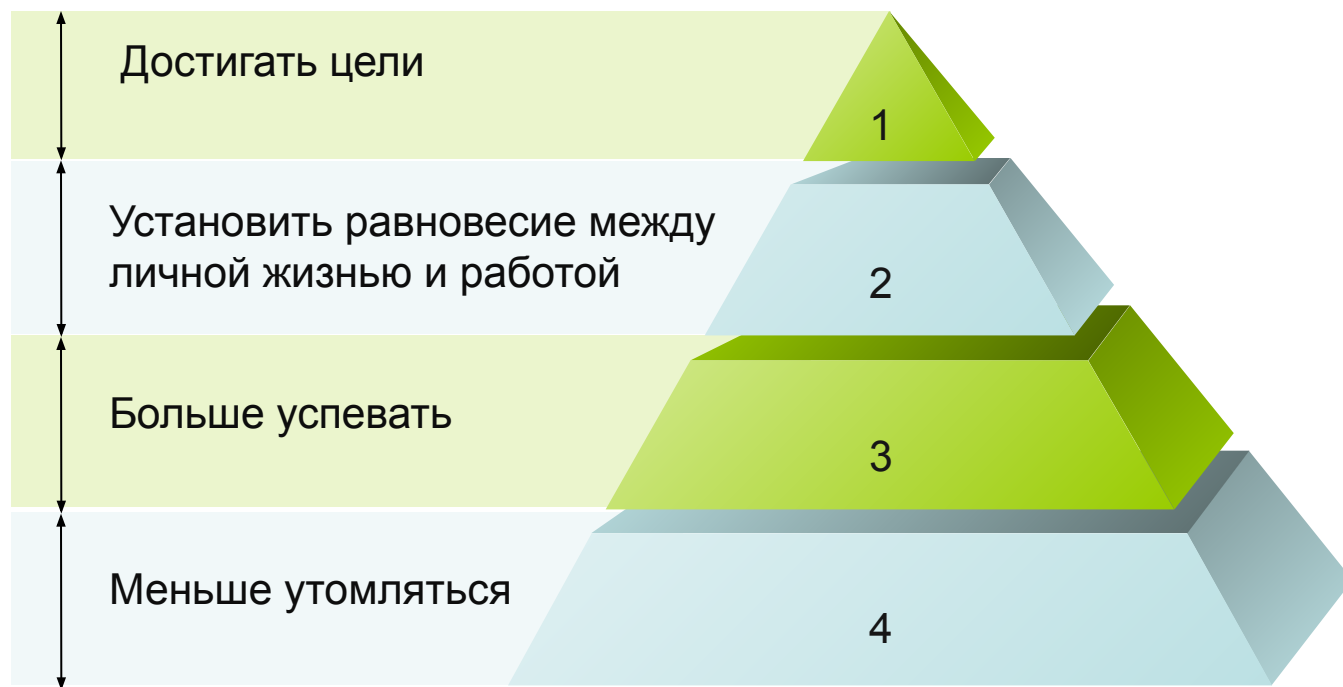 Достигать цели
1
Установить равновесие между
личной жизнью и работой
2
Больше успевать
3
Меньше утомляться
4